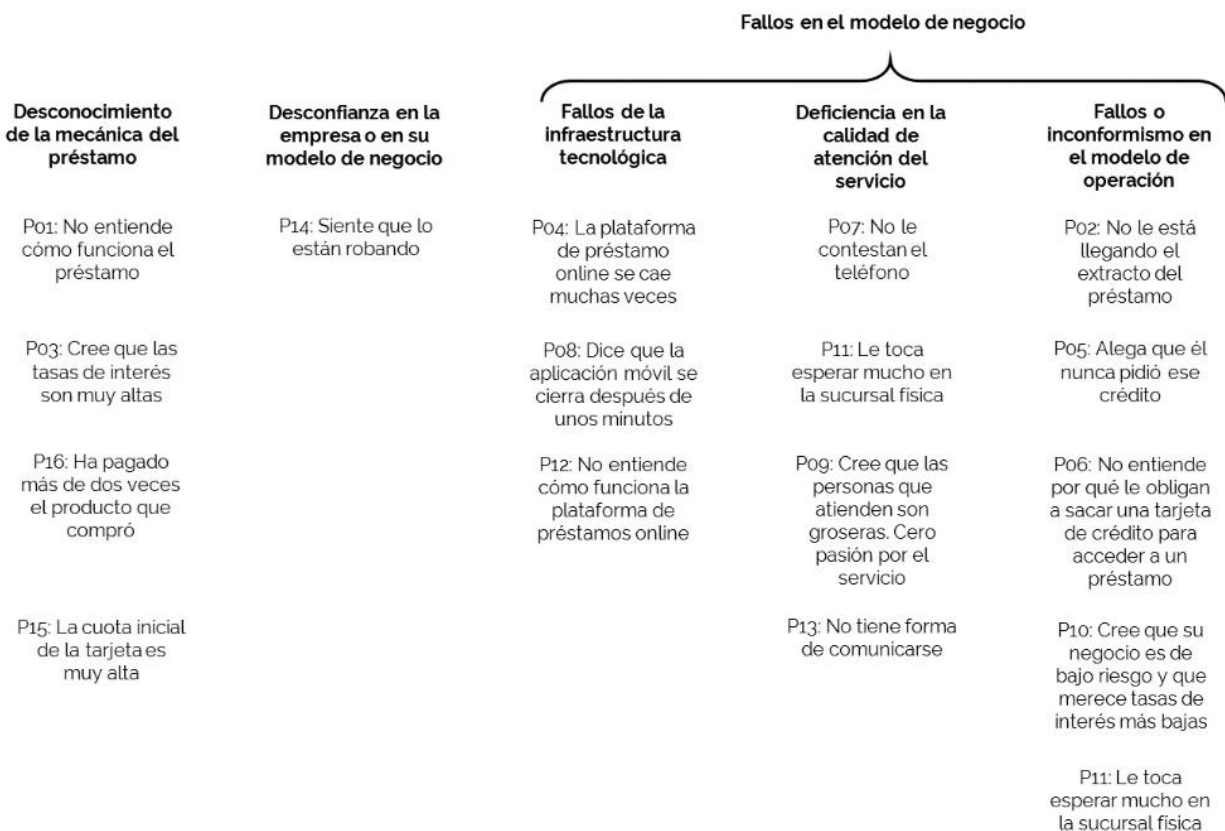 Fallos en el modelo de negocio
Desconocimiento
de la mecánica del
préstamo
Desconfianza en la
empresa o en su
modelo de negocio
Fallos de la
infraestructura
tecnológica
Deficiencia en la
calidad de
atención del
servicio
Fallos o
inconformismo en
el modelo de
operación
P01: No entiende
cómo funciona el
préstamo
P14: Siente que lo
están robando
P04: La plataforma
de préstamo
online se cae
muchas veces
P07: No le
contestan el
teléfono
P02: No le está
llegando el
extracto del
préstamo
P03: Cree que las
tasas de interés
son muy altas
P08: Dice que la
aplicación móvil se
cierra después de
unos minutos
P11: Le toca
esperar mucho en
la sucursal física
P05: Alega que él
nunca pidió ese
crédito
P16: Ha pagado
más de dos veces
el producto que
compró
P12: No entiende
cómo funciona la
plataforma de
préstamos online
P09: Cree que las
personas que
atienden son
groseras. Cero
pasión por el
servicio
P06: No entiende
por qué le obligan
a sacar una tarjeta
de crédito para
acceder a un
préstamo
P15: La cuota inicial
de la tarjeta es
muy alta
P13: No tiene forma
de comunicarse
P10: Cree que su
negocio es de
bajo riesgo y que
merece tasas de
interés más bajas
P11: Le toca
esperar mucho en
la sucursal física